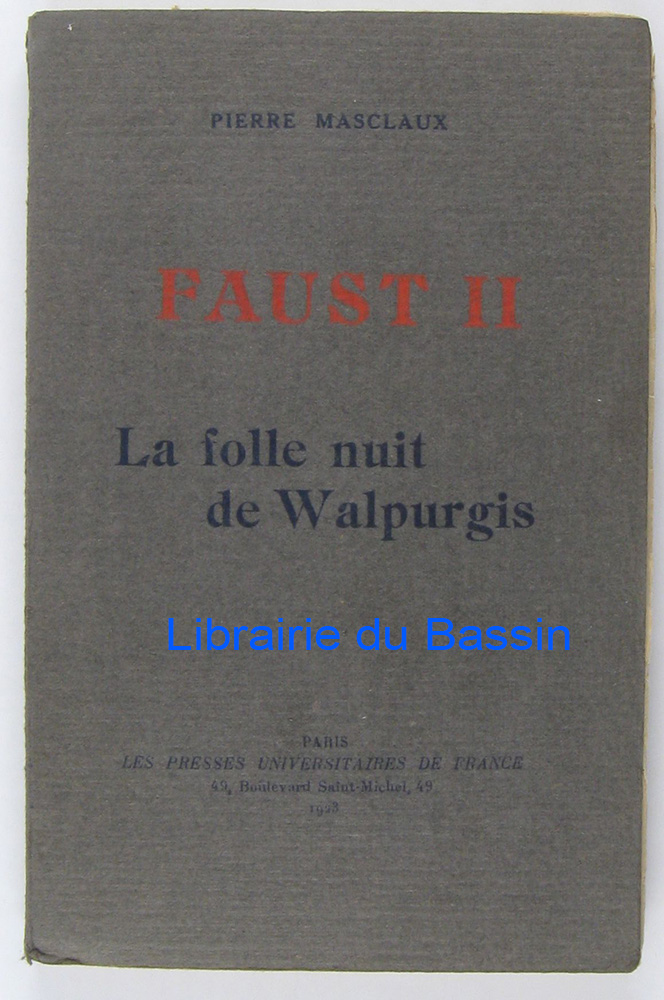 PIERRE MASCLAUX
FAUST II
La folle nuit
de Walpurgis
Librairie du Bassin
PARIS
LES PRESSES UNIVERSITAIRES DE FRANCE
49, Boulevard Saint-Michel, 49